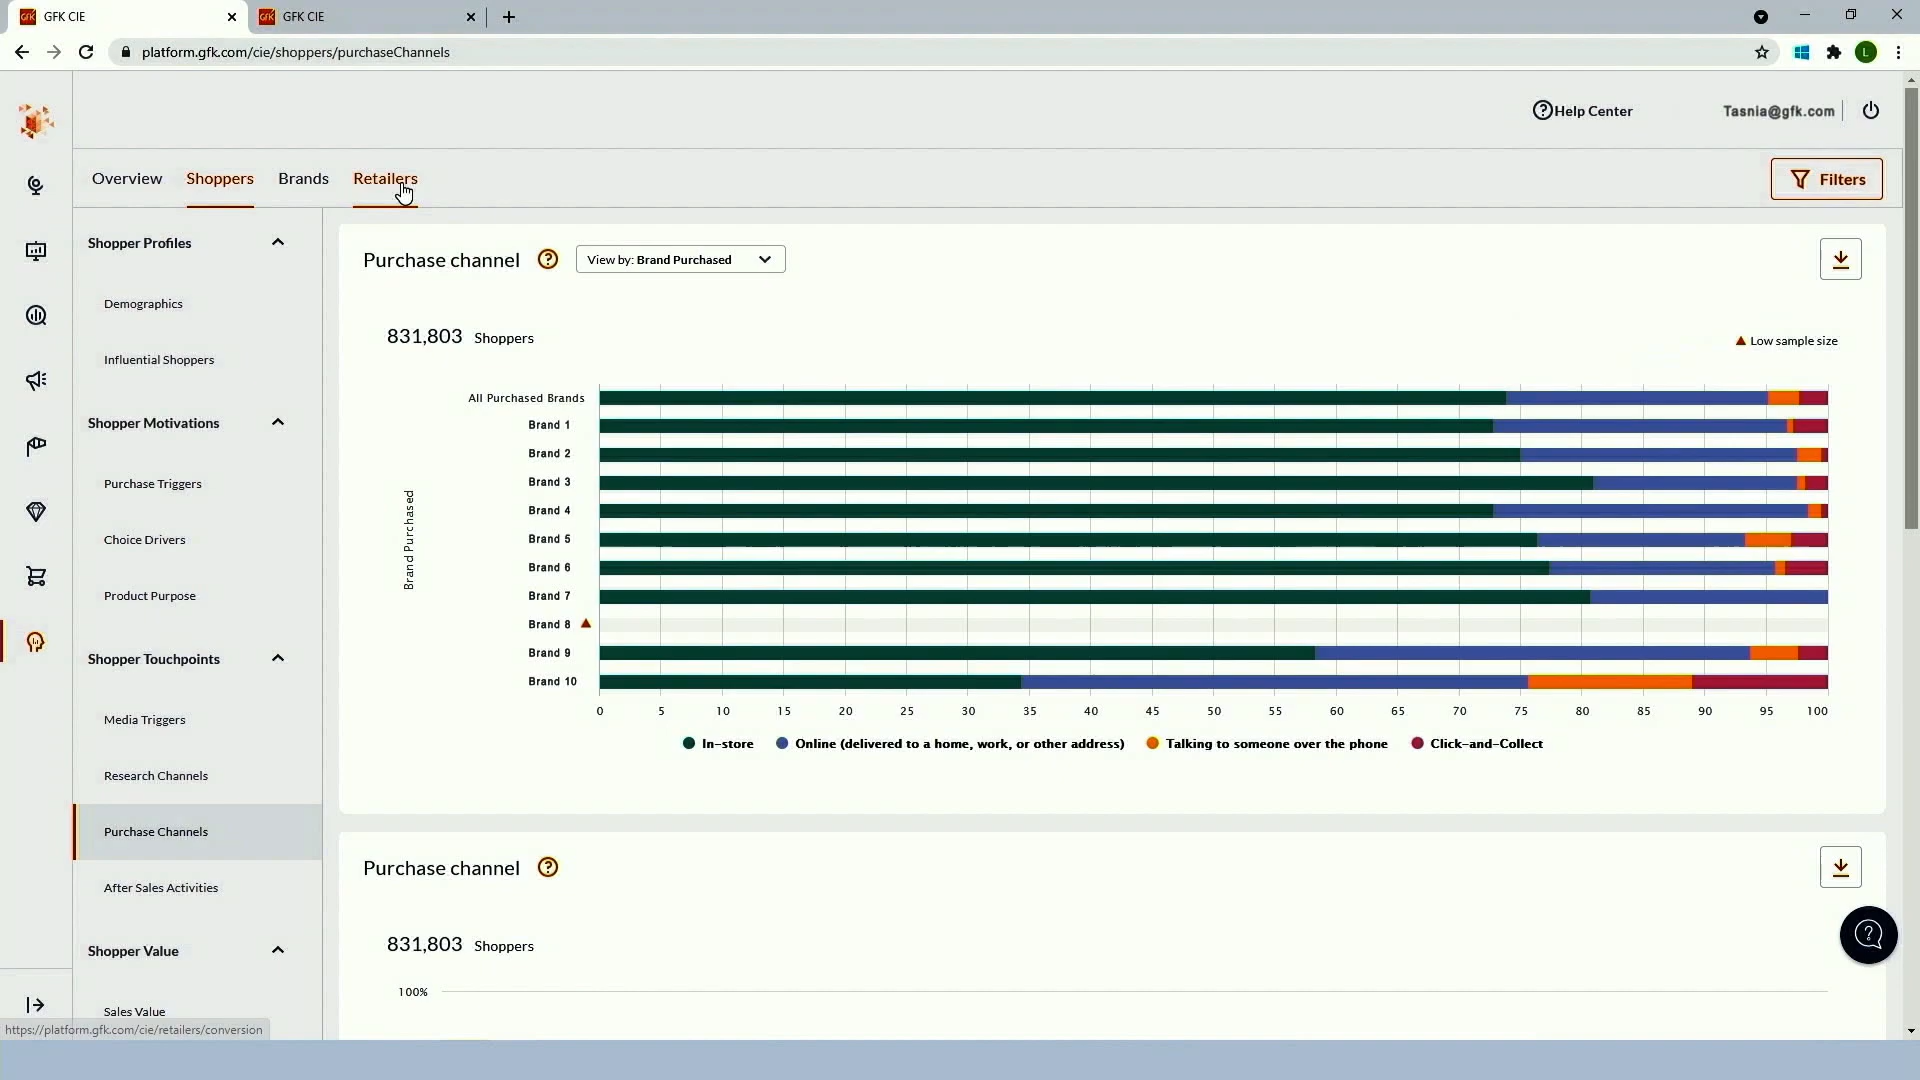 GFK CIE
GFK CIE
platform.gfk.com/cie/shoppers/purchaseChannels
L
Help Center
Tasnia@gfk.com
Overview
Shoppers
Brands
Retailers
Filters
Shopper Profiles
Demographics
Influential Shoppers
Shopper Motivations
Purchase Triggers
Choice Drivers
Product Purpose
Shopper Touchpoints
Media Triggers
Research Channels
Purchase Channels
After Sales Activities
Shopper Value
Sales Value
https://platform.gfk.com/cie/retailers/conversion
Purchase channel
View by: Brand Purchased
831,803 Shoppers
Low sample size
Brand Purchased
All Purchased Brands
Brand 1
Brand 2
Brand 3
Brand 4
Brand 5
Brand 6
Brand 7
Brand 8
Brand 9
Brand 10
0 5 10 15 20 25 30 35 40 45 50 55 60 65 70 75 80 85 90 95 100
In-store Online (delivered to a home, work, or other address) Talking to someone over the phone Click-and-Collect
Purchase channel
831,803 Shoppers
100%